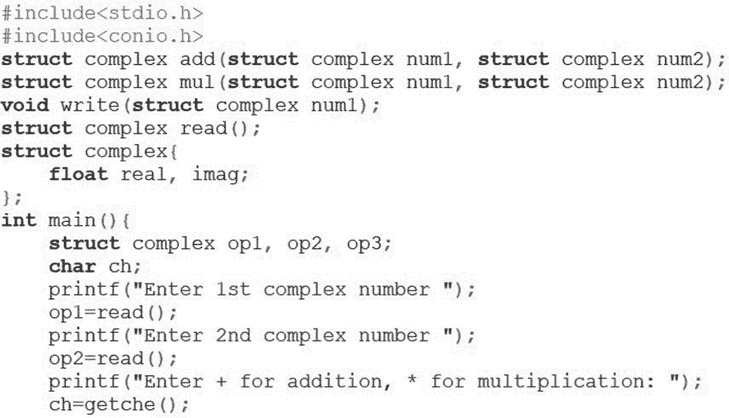 #include<stdio.h>
#include<conio.h>
struct complex add(struct complex num1, struct complex num2);
struct complex mul(struct complex num1, struct complex num2);
void write(struct complex num1);
struct complex read();
struct complex{
    float real, imag;
};
int main(){
    struct complex op1, op2, op3;
    char ch;
    printf("Enter 1st complex number ");
    op1=read();
    printf("Enter 2nd complex number ");
    op2=read();
    printf("Enter + for addition, * for multiplication: ");
    ch=getche();